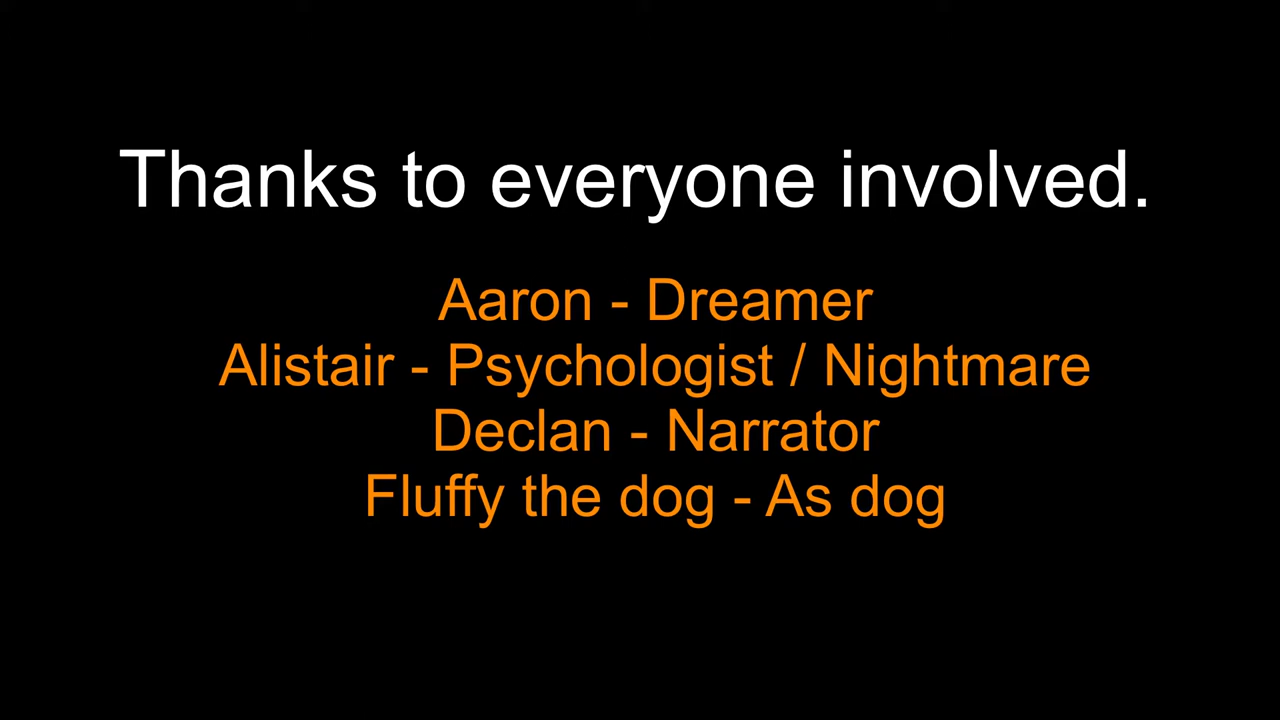 Thanks to everyone involved.
Aaron - Dreamer
Alistair - Psychologist / Nightmare
Declan - Narrator
Fluffy the dog - As dog